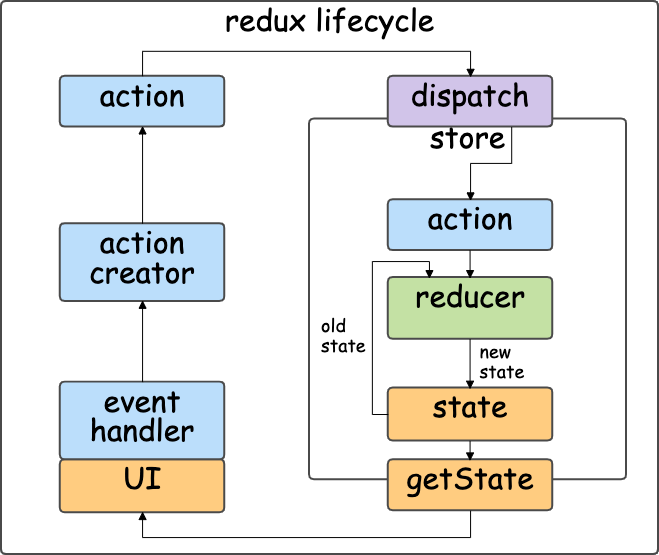 redux lifecycle
action
dispatch
store
action
action
creator
reducer
old
state
new
state
event
handler
state
UI
getState